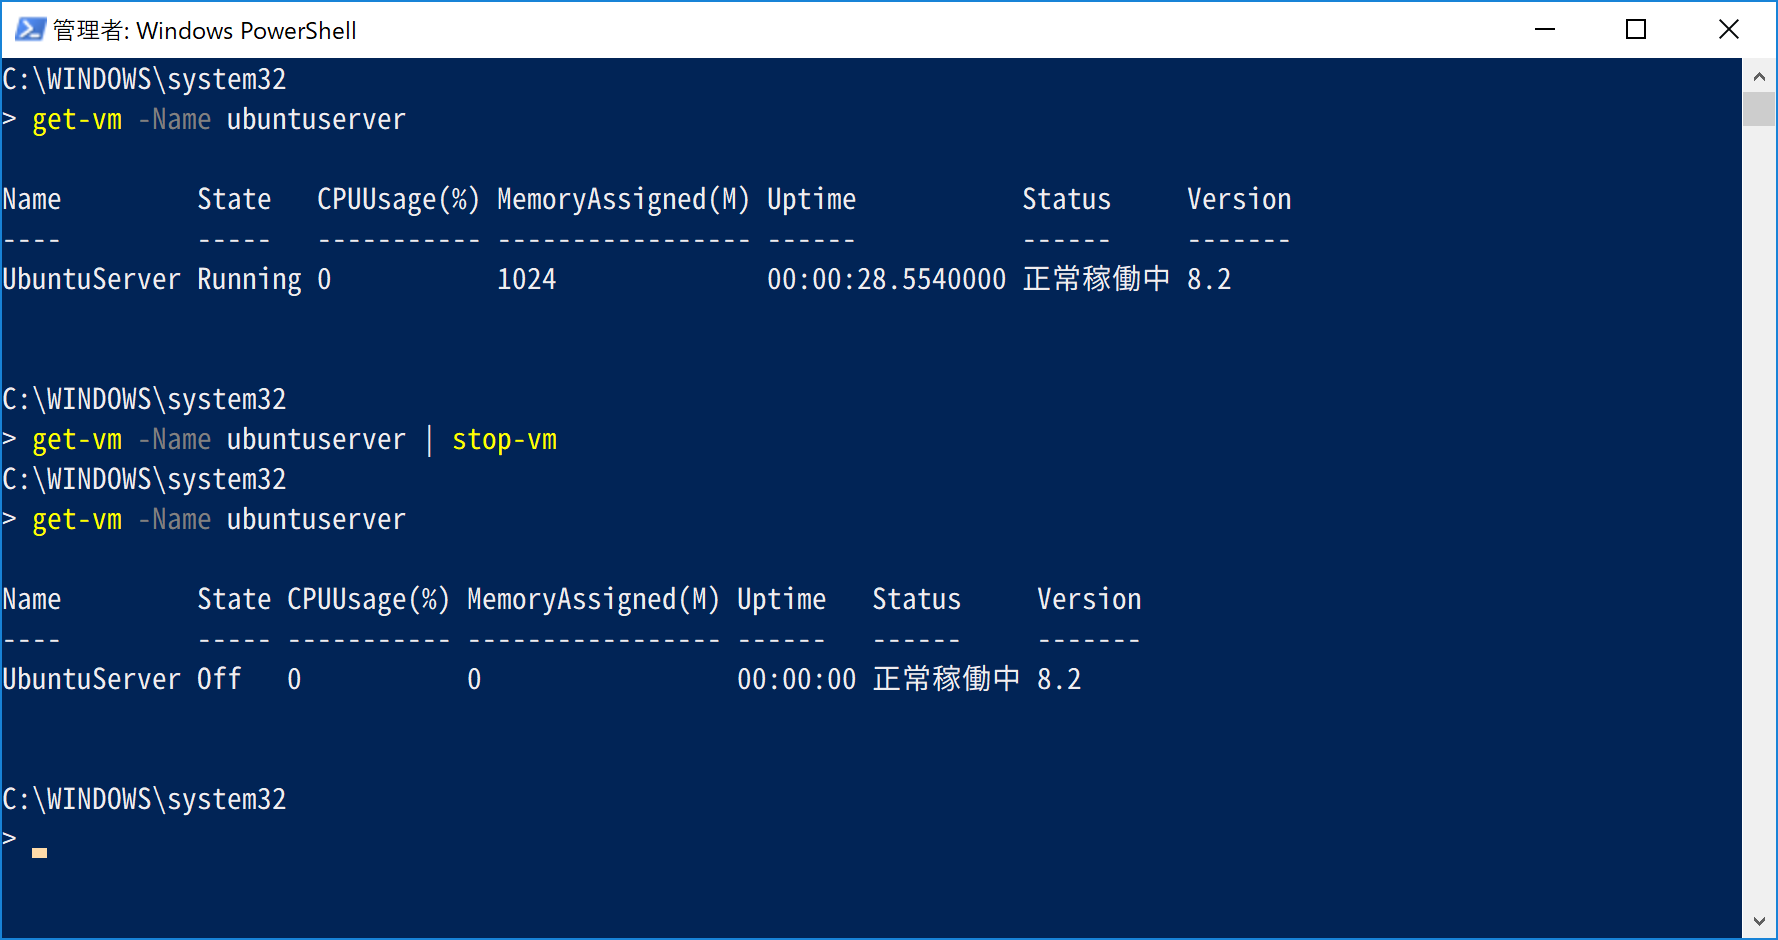 管理者: Windows PowerShell
C:\WINDOWS\system32
> get-vm -Name ubuntuserver
Name State CPUUsage(%) MemoryAssigned(M) Uptime Status Version
---- ----- ----------- ----------------- ------ ------ -------
UbuntuServer Running 0 1024 00:00:28.5540000 正常稼働中 8.2
C:\WINDOWS\system32
> get-vm -Name ubuntuserver | stop-vm
C:\WINDOWS\system32
> get-vm -Name ubuntuserver
Name State CPUUsage(%) MemoryAssigned(M) Uptime Status Version
---- ----- ----------- ----------------- ------ ------ -------
UbuntuServer Off 0 0 00:00:00 正常稼働中 8.2
C:\WINDOWS\system32
>